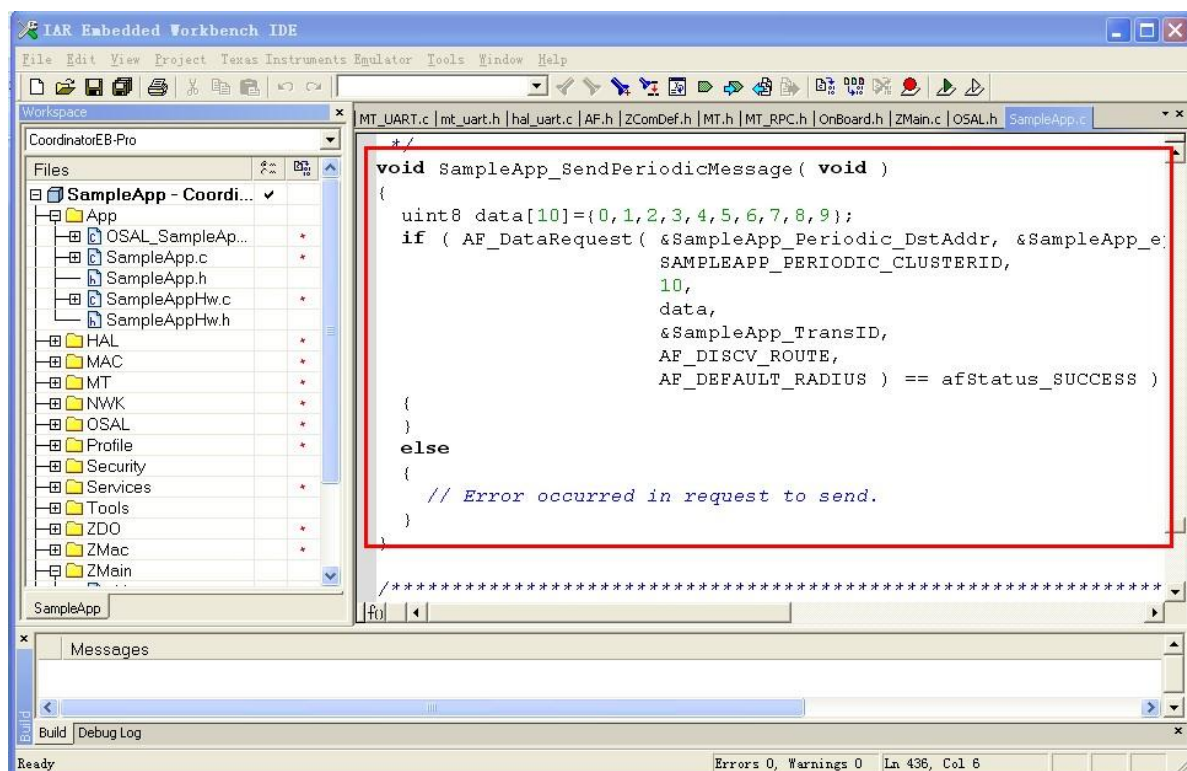 IAR Embedded Workbench IDE
File Edit View Project Texas Instruments Emulator Tools Window Help
Workspace
CoordinatorEB-Pro
Files
SampleApp - Coordi...
App
OSAL_SampleAp...
SampleApp.c
SampleApp.h
SampleAppHw.c
SampleAppHw.h
HAL
MAC
MT
NWK
OSAL
Profile
Security
Services
Tools
ZDO
ZMac
ZMain
SampleApp
MT_UART.c | mt_uart.h | hal_uart.c | AF.h | ZComDef.h | MT.h | MT_RPC.h | OnBoard.h | ZMain.c | OSAL.h SampleApp.c
*/
void SampleApp_SendPeriodicMessage( void )
{
uint8 data[10]={0,1,2,3,4,5,6,7,8,9};
if ( AF_DataRequest( &SampleApp_Periodic_DstAddr, &SampleApp_e
SAMPLEAPP_PERIODIC_CLUSTERID,
10,
data,
&SampleApp_TransID,
AF_DISCV_ROUTE,
AF_DEFAULT_RADIUS ) == afStatus_SUCCESS )
{
}
else
{
// Error occurred in request to send.
}
}
/*****************************************************************
f()
Messages
Build
Build Debug Log
Ready
Errors 0, Warnings 0 Ln 436, Col 6